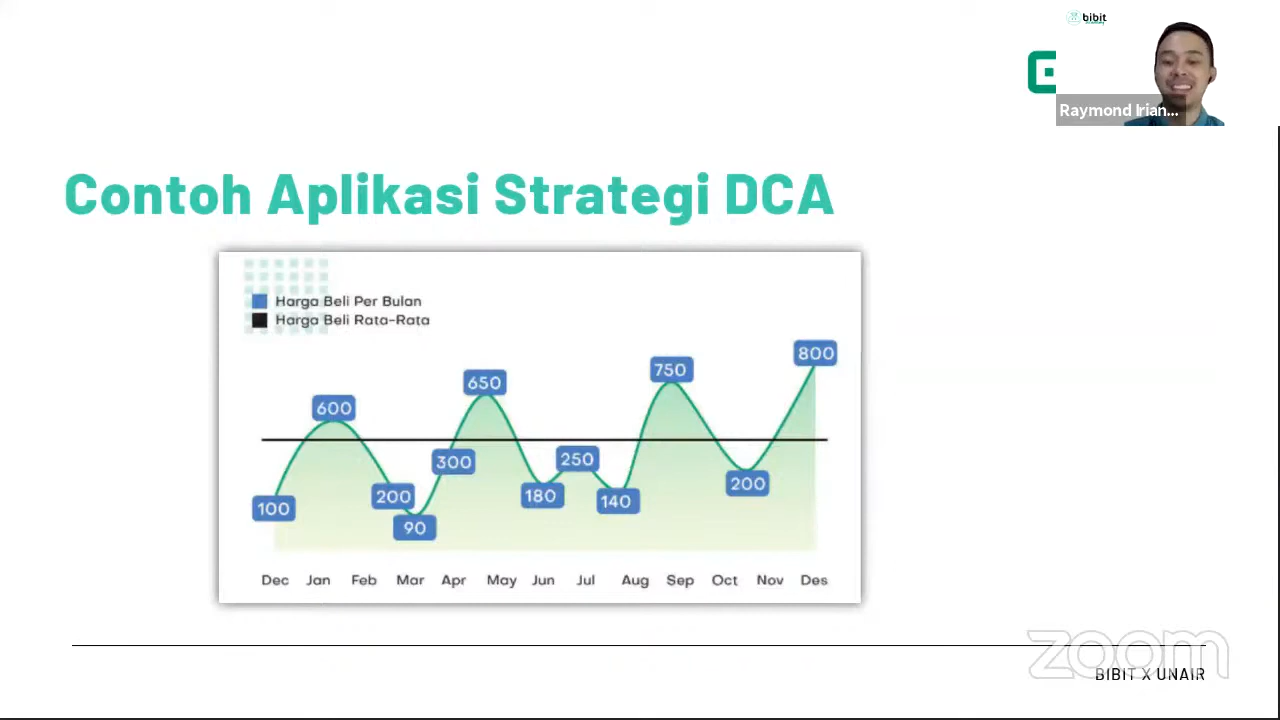 bibit
Raymond Irian...
Contoh Aplikasi Strategi DCA
Harga Beli Per Bulan
Harga Beli Rata-Rata
100
600
200
90
300
650
180
250
140
750
200
800
Dec Jan Feb Mar Apr May Jun Jul Aug Sep Oct Nov Des
zoom
BIBIT X UNAIR